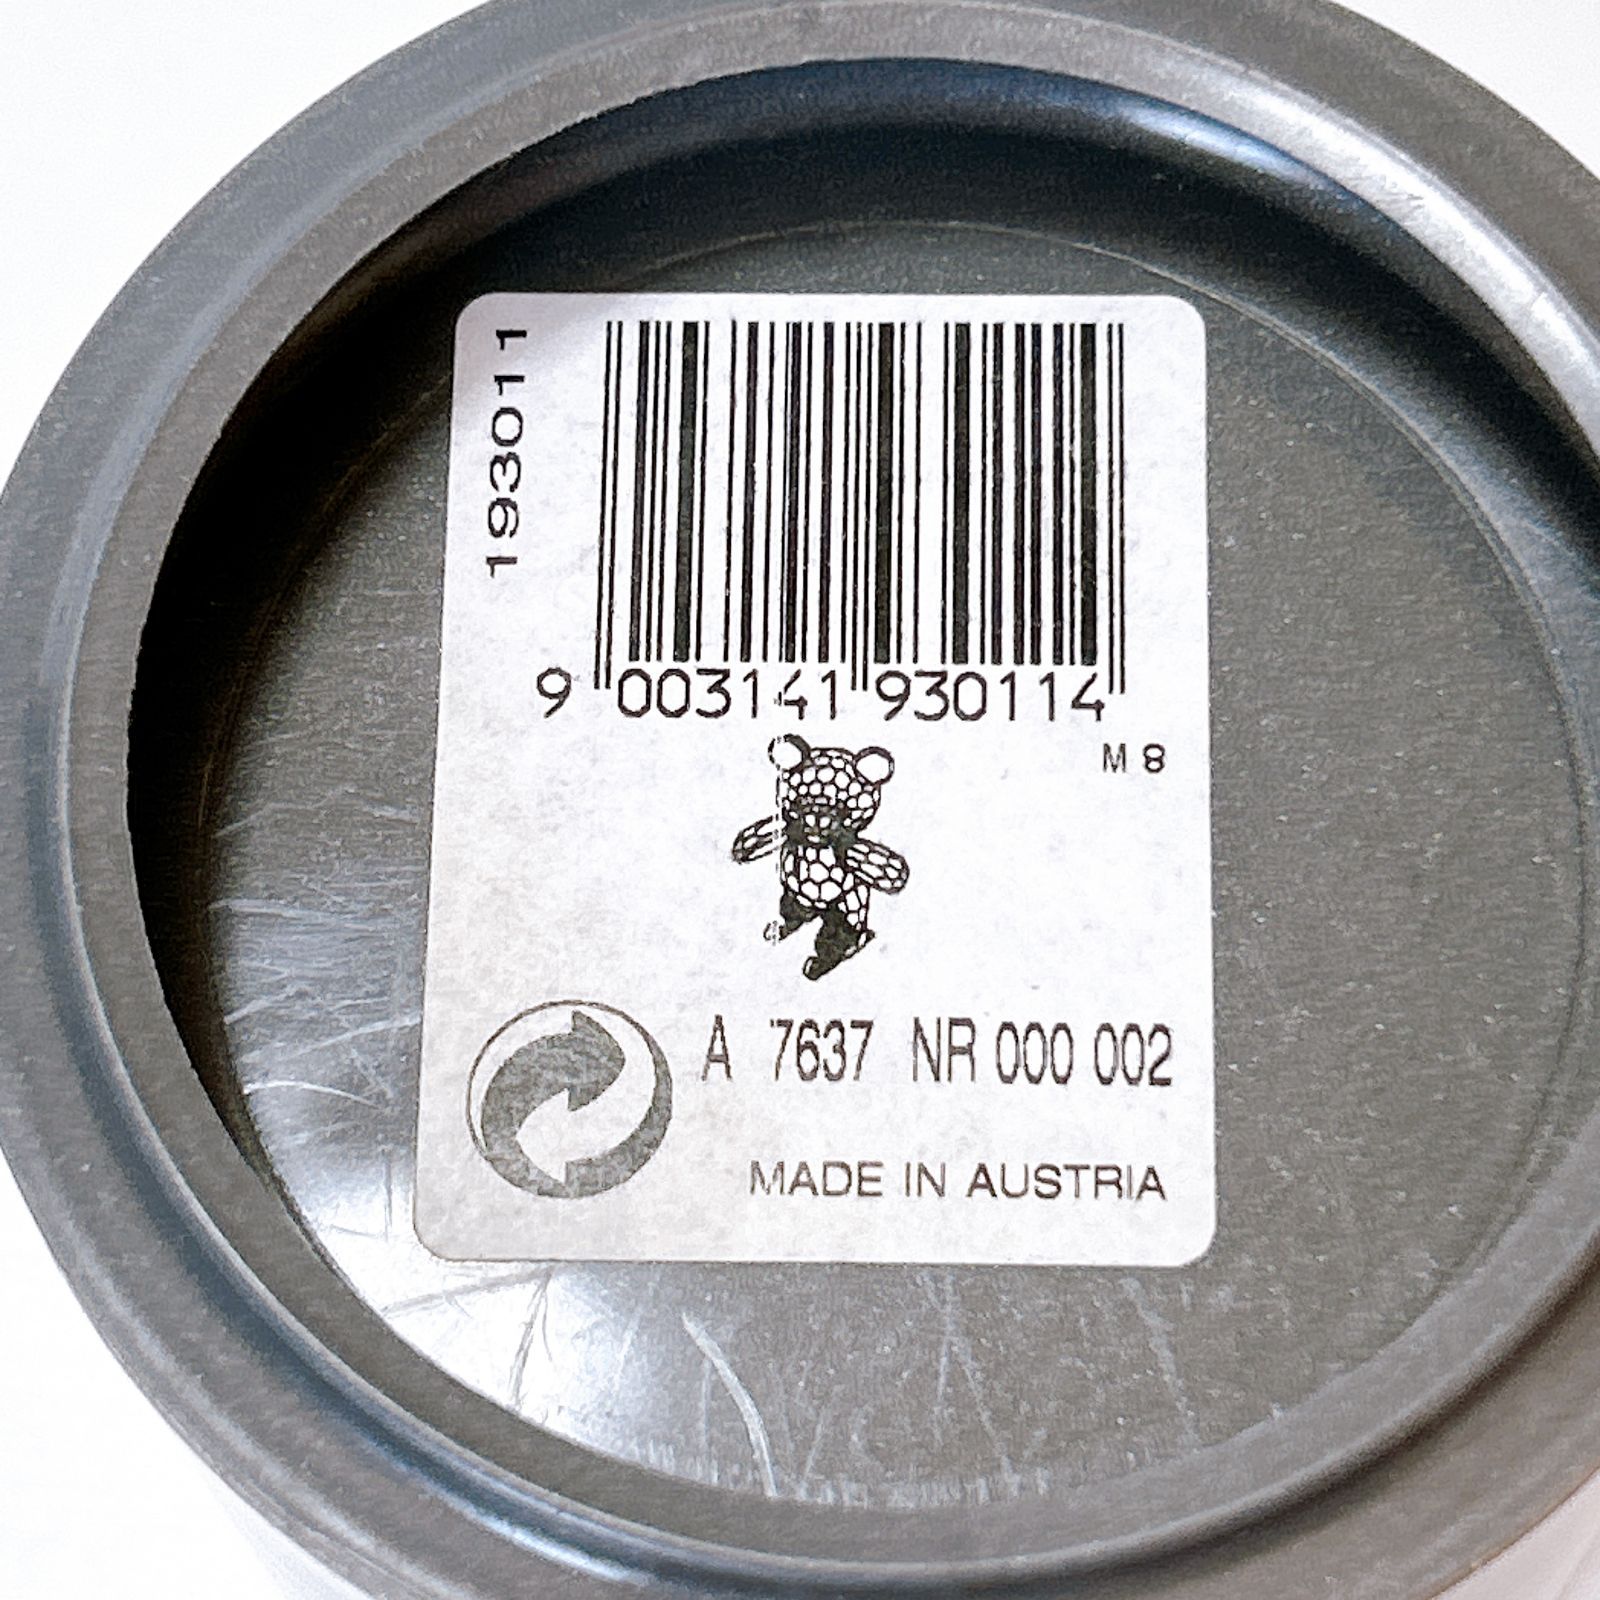 193011
9 003141 930114
M 8
A 7637 NR 000 002
MADE IN AUSTRIA